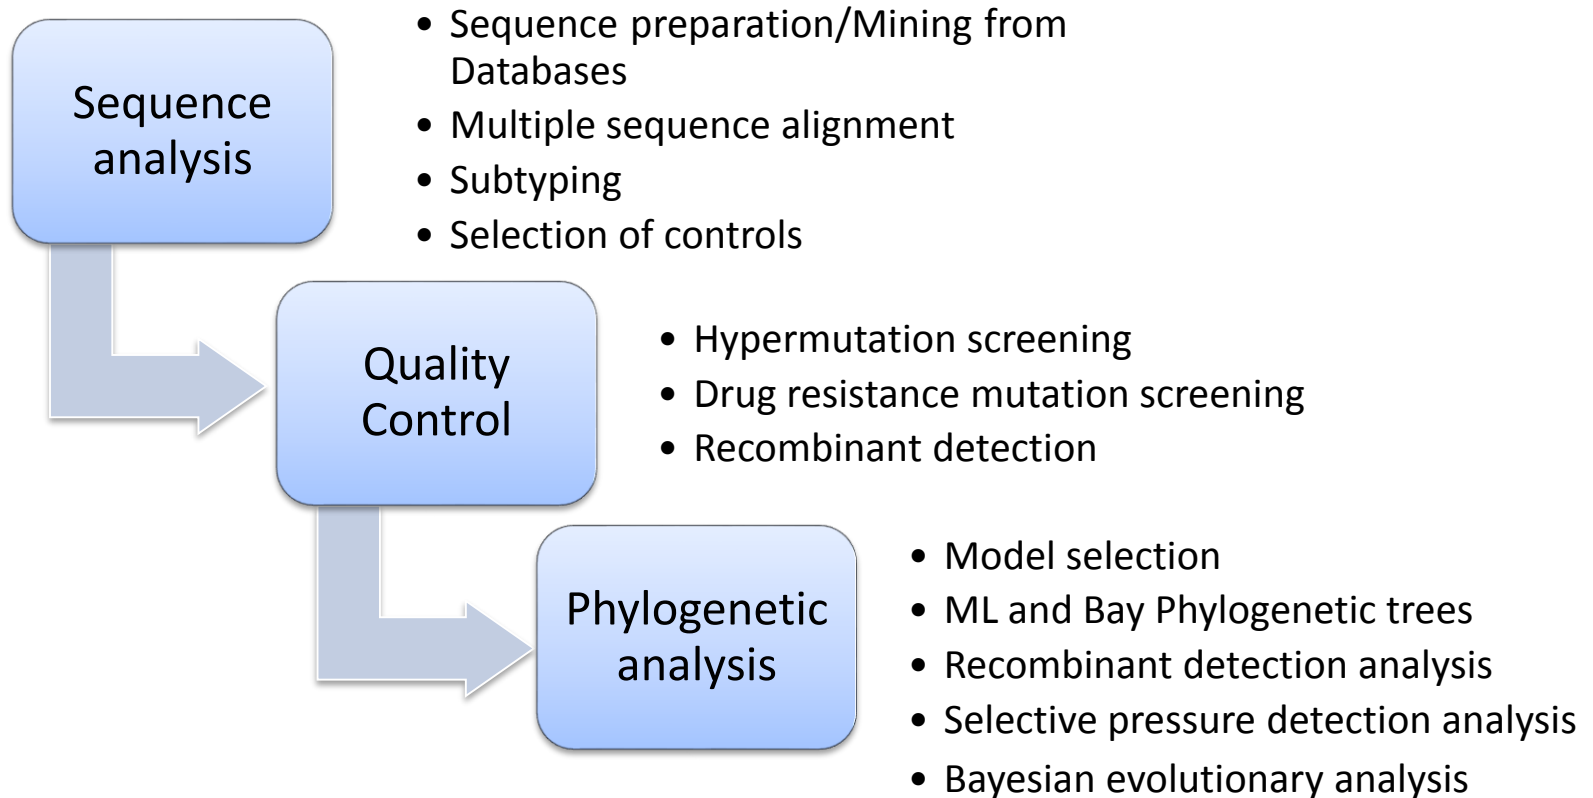 Sequence
analysis
• Sequence preparation/Mining from
Databases
• Multiple sequence alignment
• Subtyping
• Selection of controls
Quality
Control
• Hypermutation screening
• Drug resistance mutation screening
• Recombinant detection
Phylogenetic
analysis
• Model selection
• ML and Bay Phylogenetic trees
• Recombinant detection analysis
• Selective pressure detection analysis
• Bayesian evolutionary analysis